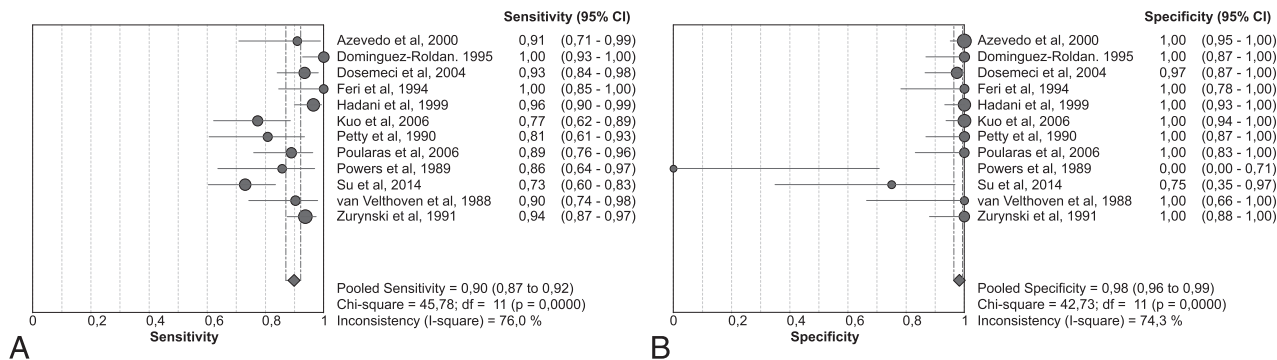 Sensitivity (95% CI)
Azevedo et al, 2000 0,91 (0,71 - 0,99)
Dominguez-Roldan. 1995 1,00 (0,93 - 1,00)
Dosemeci et al, 2004 0,93 (0,84 - 0,98)
Feri et al, 1994 1,00 (0,85 - 1,00)
Hadani et al, 1999 0,96 (0,90 - 0,99)
Kuo et al, 2006 0,77 (0,62 - 0,89)
Petty et al, 1990 0,81 (0,61 - 0,93)
Poularas et al, 2006 0,89 (0,76 - 0,96)
Powers et al, 1989 0,86 (0,64 - 0,97)
Su et al, 2014 0,73 (0,60 - 0,83)
van Velthoven et al, 1988 0,90 (0,74 - 0,98)
Zurynski et al, 1991 0,94 (0,87 - 0,97)
Pooled Sensitivity = 0,90 (0,87 to 0,92)
Chi-square = 45,78; df = 11 (p = 0,0000)
Inconsistency (I-square) = 76,0 %
0 0,2 0,4 0,6 0,8 1
Sensitivity
A
Specificity (95% CI)
Azevedo et al, 2000 1,00 (0,95 - 1,00)
Dominguez-Roldan. 1995 1,00 (0,87 - 1,00)
Dosemeci et al, 2004 0,97 (0,87 - 1,00)
Feri et al, 1994 1,00 (0,78 - 1,00)
Hadani et al, 1999 1,00 (0,93 - 1,00)
Kuo et al, 2006 1,00 (0,94 - 1,00)
Petty et al, 1990 1,00 (0,87 - 1,00)
Poularas et al, 2006 1,00 (0,83 - 1,00)
Powers et al, 1989 0,00 (0,00 - 0,71)
Su et al, 2014 0,75 (0,35 - 0,97)
van Velthoven et al, 1988 1,00 (0,66 - 1,00)
Zurynski et al, 1991 1,00 (0,88 - 1,00)
Pooled Specificity = 0,98 (0,96 to 0,99)
Chi-square = 42,73; df = 11 (p = 0,0000)
Inconsistency (I-square) = 74,3 %
0 0,2 0,4 0,6 0,8 1
Specificity
B